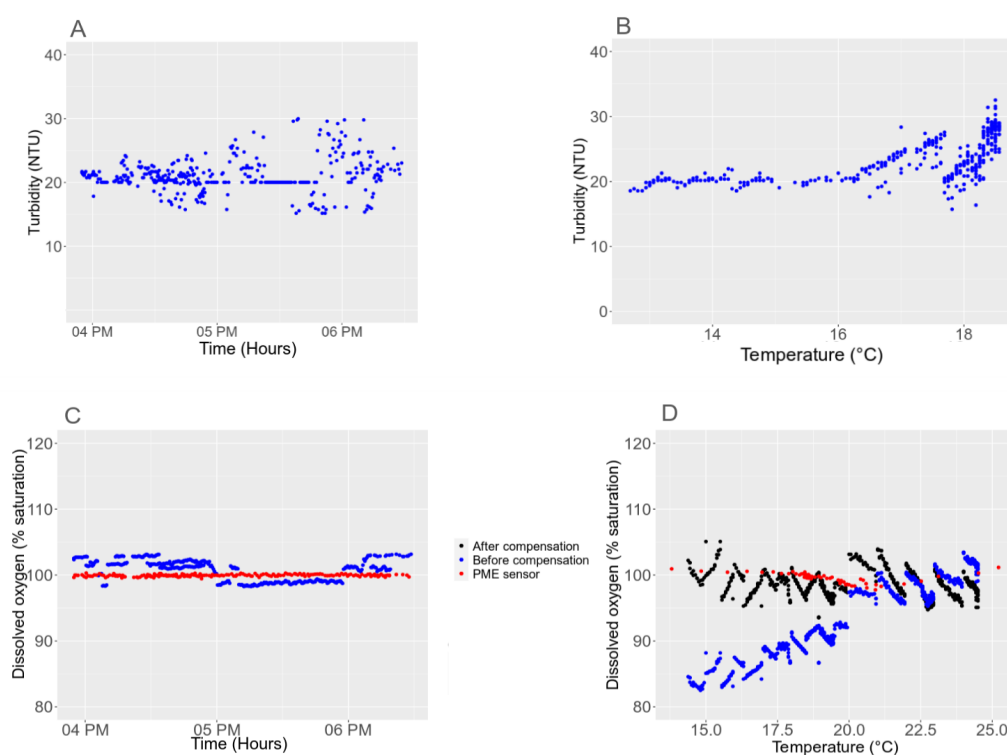 A
Turbidity (NTU)
40
30
20
10
04 PM 05 PM 06 PM
Time (Hours)
B
Turbidity (NTU)
40
30
20
10
0
14 16 18
Temperature (°C)
C
Dissolved oxygen (% saturation)
120
110
100
90
80
04 PM 05 PM 06 PM
Time (Hours)
After compensation
Before compensation
PME sensor
D
Dissolved oxygen (% saturation)
120
110
100
90
80
15.0 17.5 20.0 22.5 25.0
Temperature (°C)